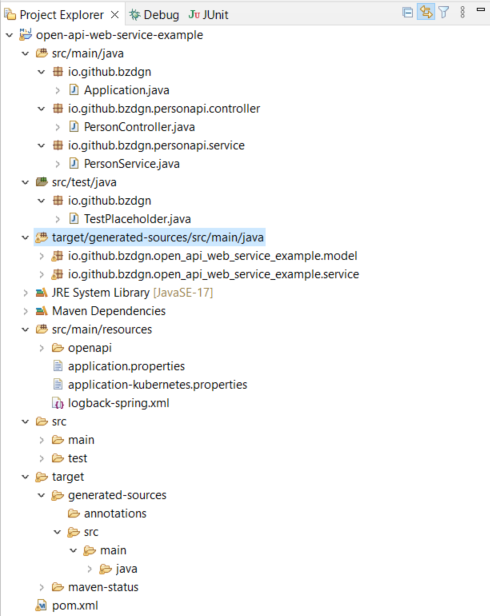 Project Explorer Debug JUnit
open-api-web-service-example
src/main/java
io.github.bzdgn
Application.java
io.github.bzdgn.personapi.controller
PersonController.java
io.github.bzdgn.personapi.service
PersonService.java
src/test/java
io.github.bzdgn
TestPlaceholder.java
target/generated-sources/src/main/java
io.github.bzdgn.open_api_web_service_example.model
io.github.bzdgn.open_api_web_service_example.service
JRE System Library [JavaSE-17]
Maven Dependencies
src/main/resources
openapi
application.properties
application-kubernetes.properties
logback-spring.xml
src
main
test
target
generated-sources
annotations
src
main
java
maven-status
pom.xml